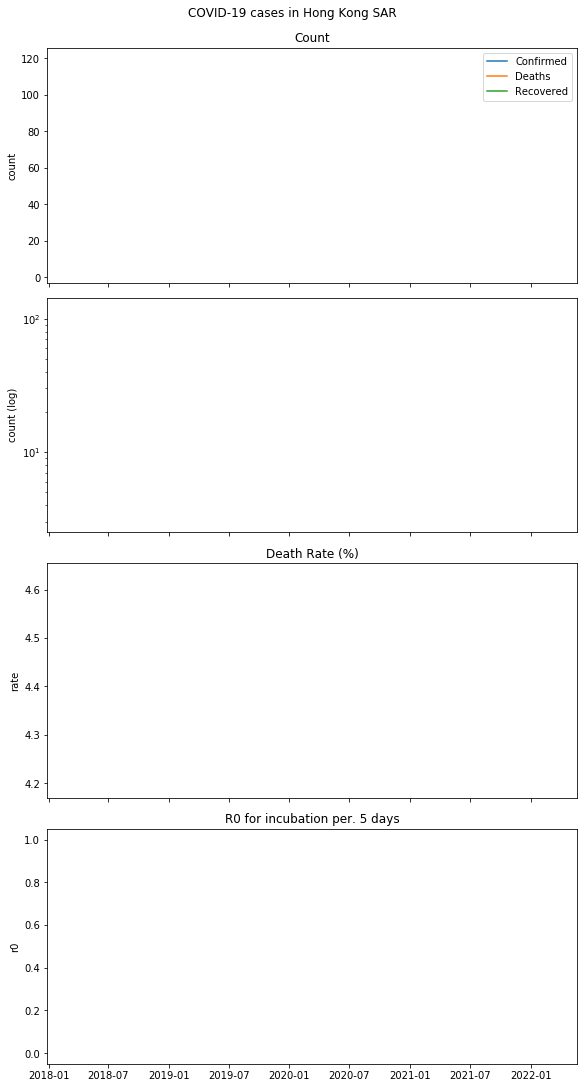 COVID-19 cases in Hong Kong SAR
Count
Confirmed
Deaths
Recovered
120
100
80
60
40
20
0
count
10²
10¹
count (log)
Death Rate (%)
4.6
4.5
4.4
4.3
4.2
rate
R0 for incubation per. 5 days
1.0
0.8
0.6
0.4
0.2
0.0
r0
2018-01 2018-07 2019-01 2019-07 2020-01 2020-07 2021-01 2021-07 2022-01